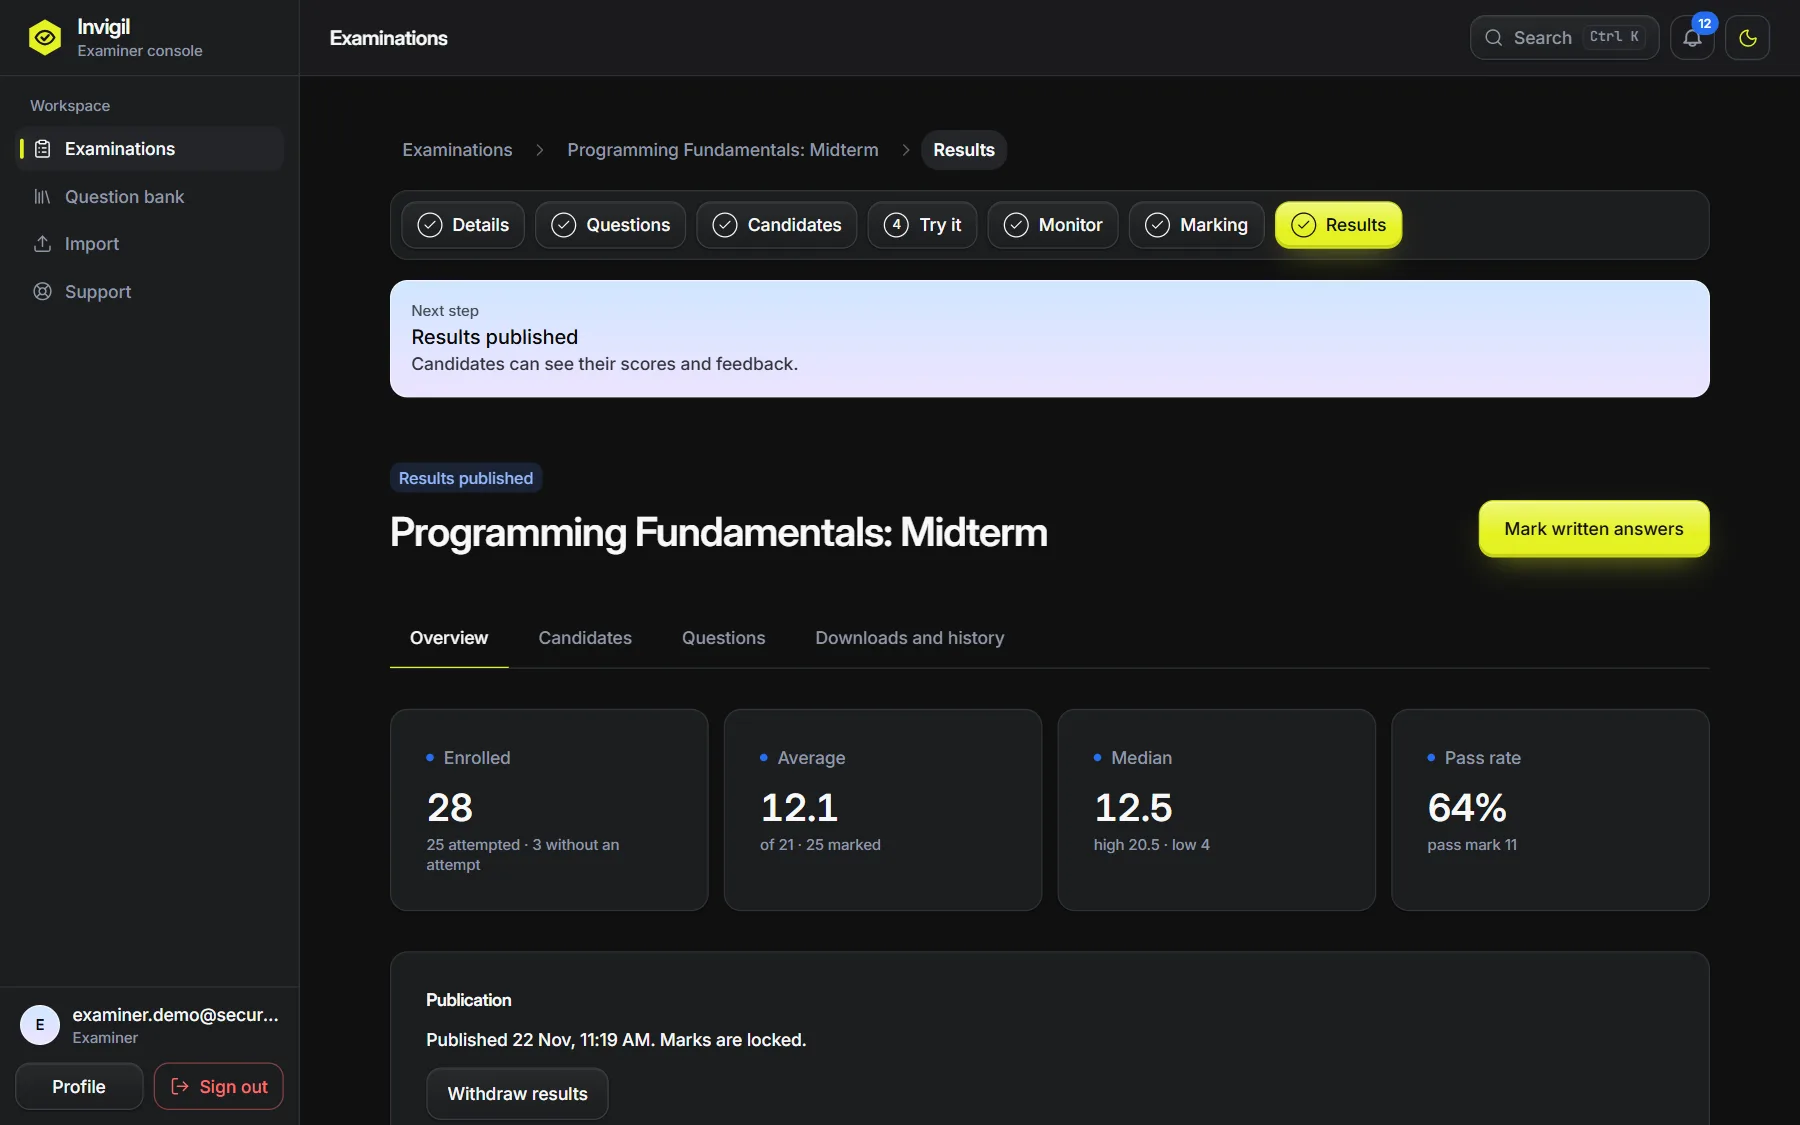 Invigil
Examiner console
Examinations
Search
Ctrl K
12
Workspace
Examinations
Question bank
Import
Support
Examinations
Programming Fundamentals: Midterm
Results
Details
Questions
Candidates
4 Try it
Monitor
Marking
Results
Next step
Results published
Candidates can see their scores and feedback.
Results published
Programming Fundamentals: Midterm
Mark written answers
Overview
Candidates
Questions
Downloads and history
Enrolled
28
25 attempted · 3 without an
attempt
Average
12.1
of 21 · 25 marked
Median
12.5
high 20.5 · low 4
Pass rate
64%
pass mark 11
Publication
Published 22 Nov, 11:19 AM. Marks are locked.
Withdraw results
E
examiner.demo@secur...
Examiner
Profile
Sign out